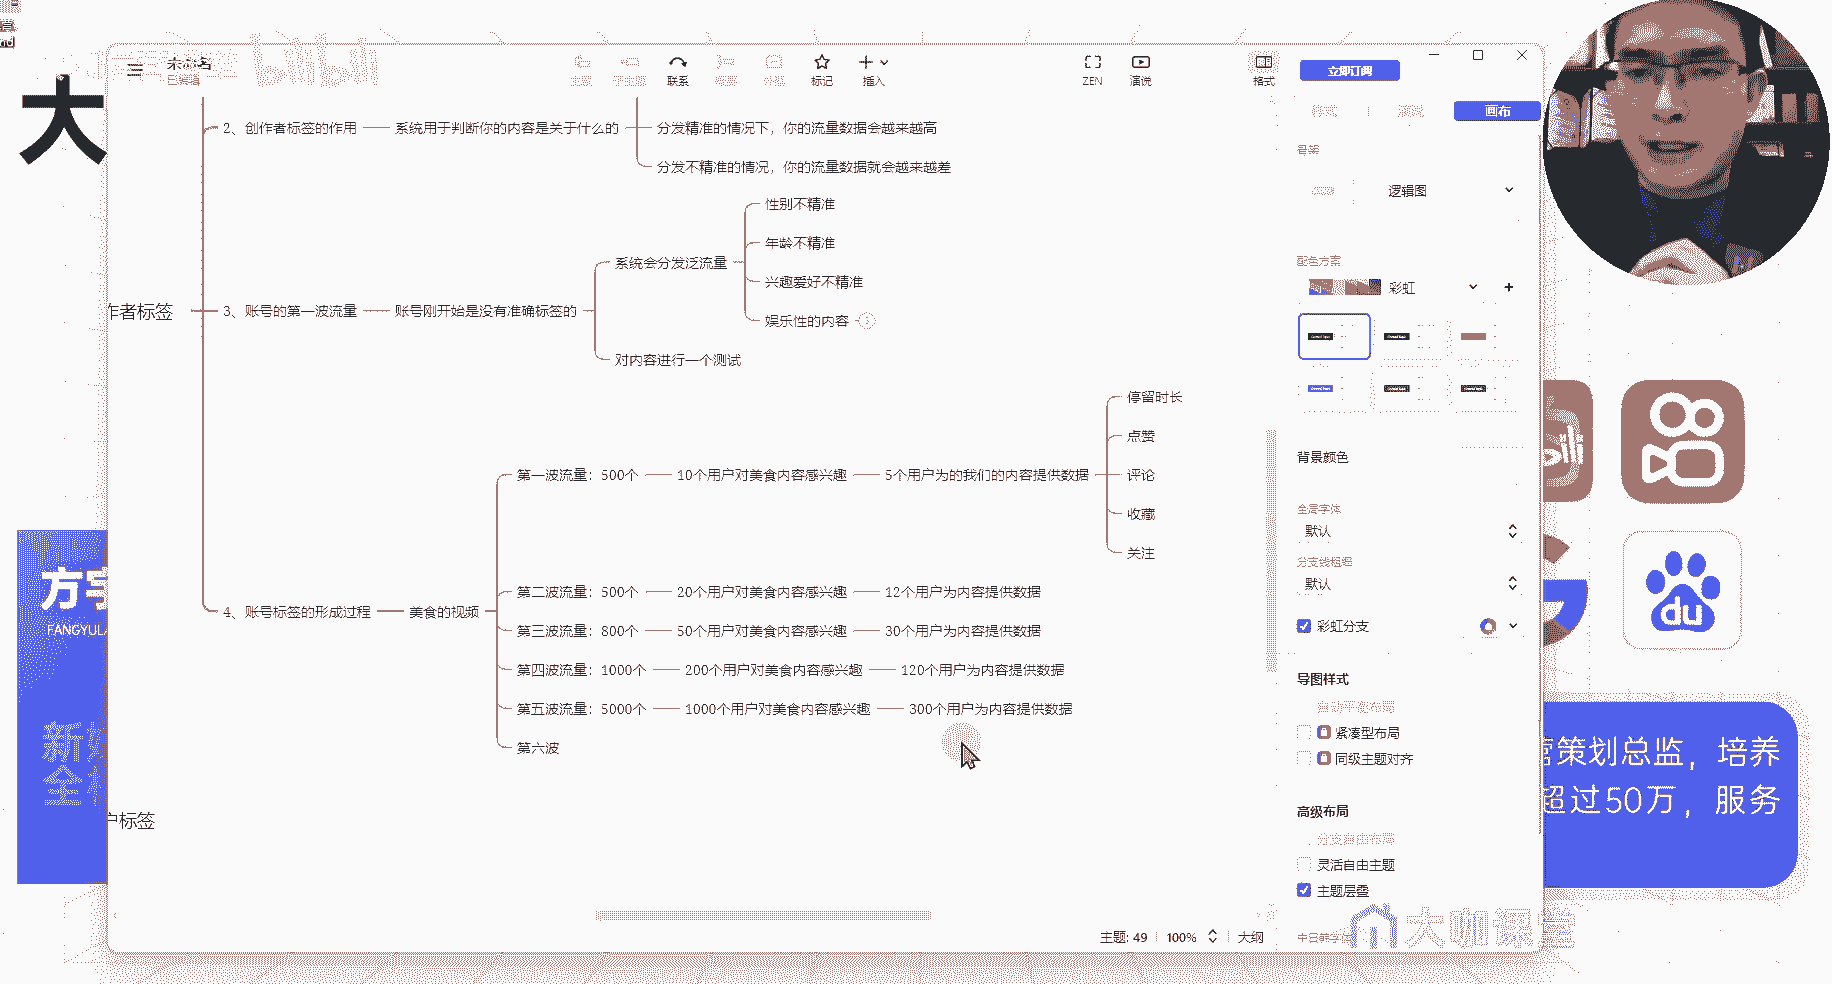 大
未命名
已编辑
bilibili
主题
子主题
联系
概要
外框
标记
插入
ZEN
演说
格式
立即订阅
样式
演说
画布
骨架
逻辑图
配色方案
彩虹
背景颜色
全局字体
默认
分支线粗细
默认
彩虹分支
导图样式
自动平衡布局
紧凑型布局
同级主题对齐
高级布局
分支自由布局
灵活自由主题
主题层叠
2、创作者标签的作用
系统用于判断你的内容是关于什么的
分发精准的情况下，你的流量数据会越来越高
分发不精准的情况，你的流量数据就会越来越差
作者标签
3、账号的第一波流量
账号刚开始是没有准确标签的
系统会分发泛流量
性别不精准
年龄不精准
兴趣爱好不精准
娱乐性的内容
对内容进行一个测试
4、账号标签的形成过程
美食的视频
第一波流量：500个
10个用户对美食内容感兴趣
5个用户为的我们的内容提供数据
停留时长
点赞
评论
收藏
关注
第二波流量：500个
20个用户对美食内容感兴趣
12个用户为内容提供数据
第三波流量：800个
50个用户对美食内容感兴趣
30个用户为内容提供数据
第四波流量：1000个
200个用户对美食内容感兴趣
120个用户为内容提供数据
第五波流量：5000个
1000个用户对美食内容感兴趣
300个用户为内容提供数据
第六波
户标签
主题: 49
100%
大纲
大咖课堂
方
FANGYUL
新
全
du
营策划总监，培养
超过50万，服务